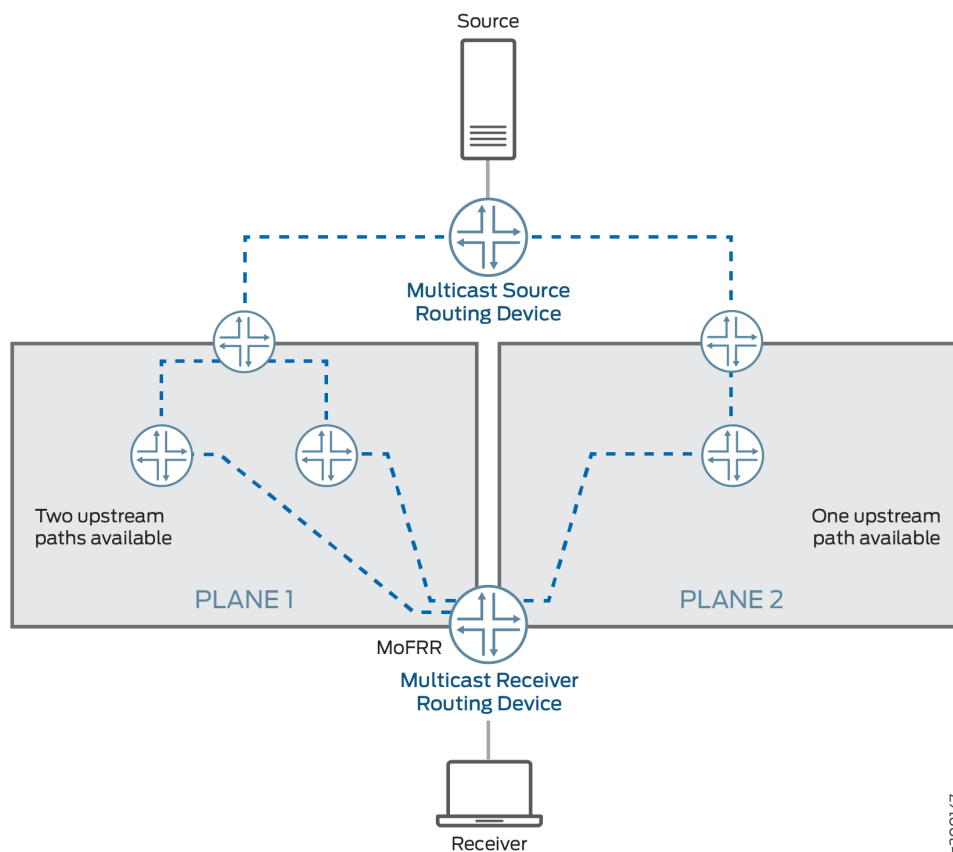 Source
Multicast Source
Routing Device
Two upstream
paths available
One upstream
path available
PLANE 1
PLANE 2
MoFRR
Multicast Receiver
Routing Device
Receiver